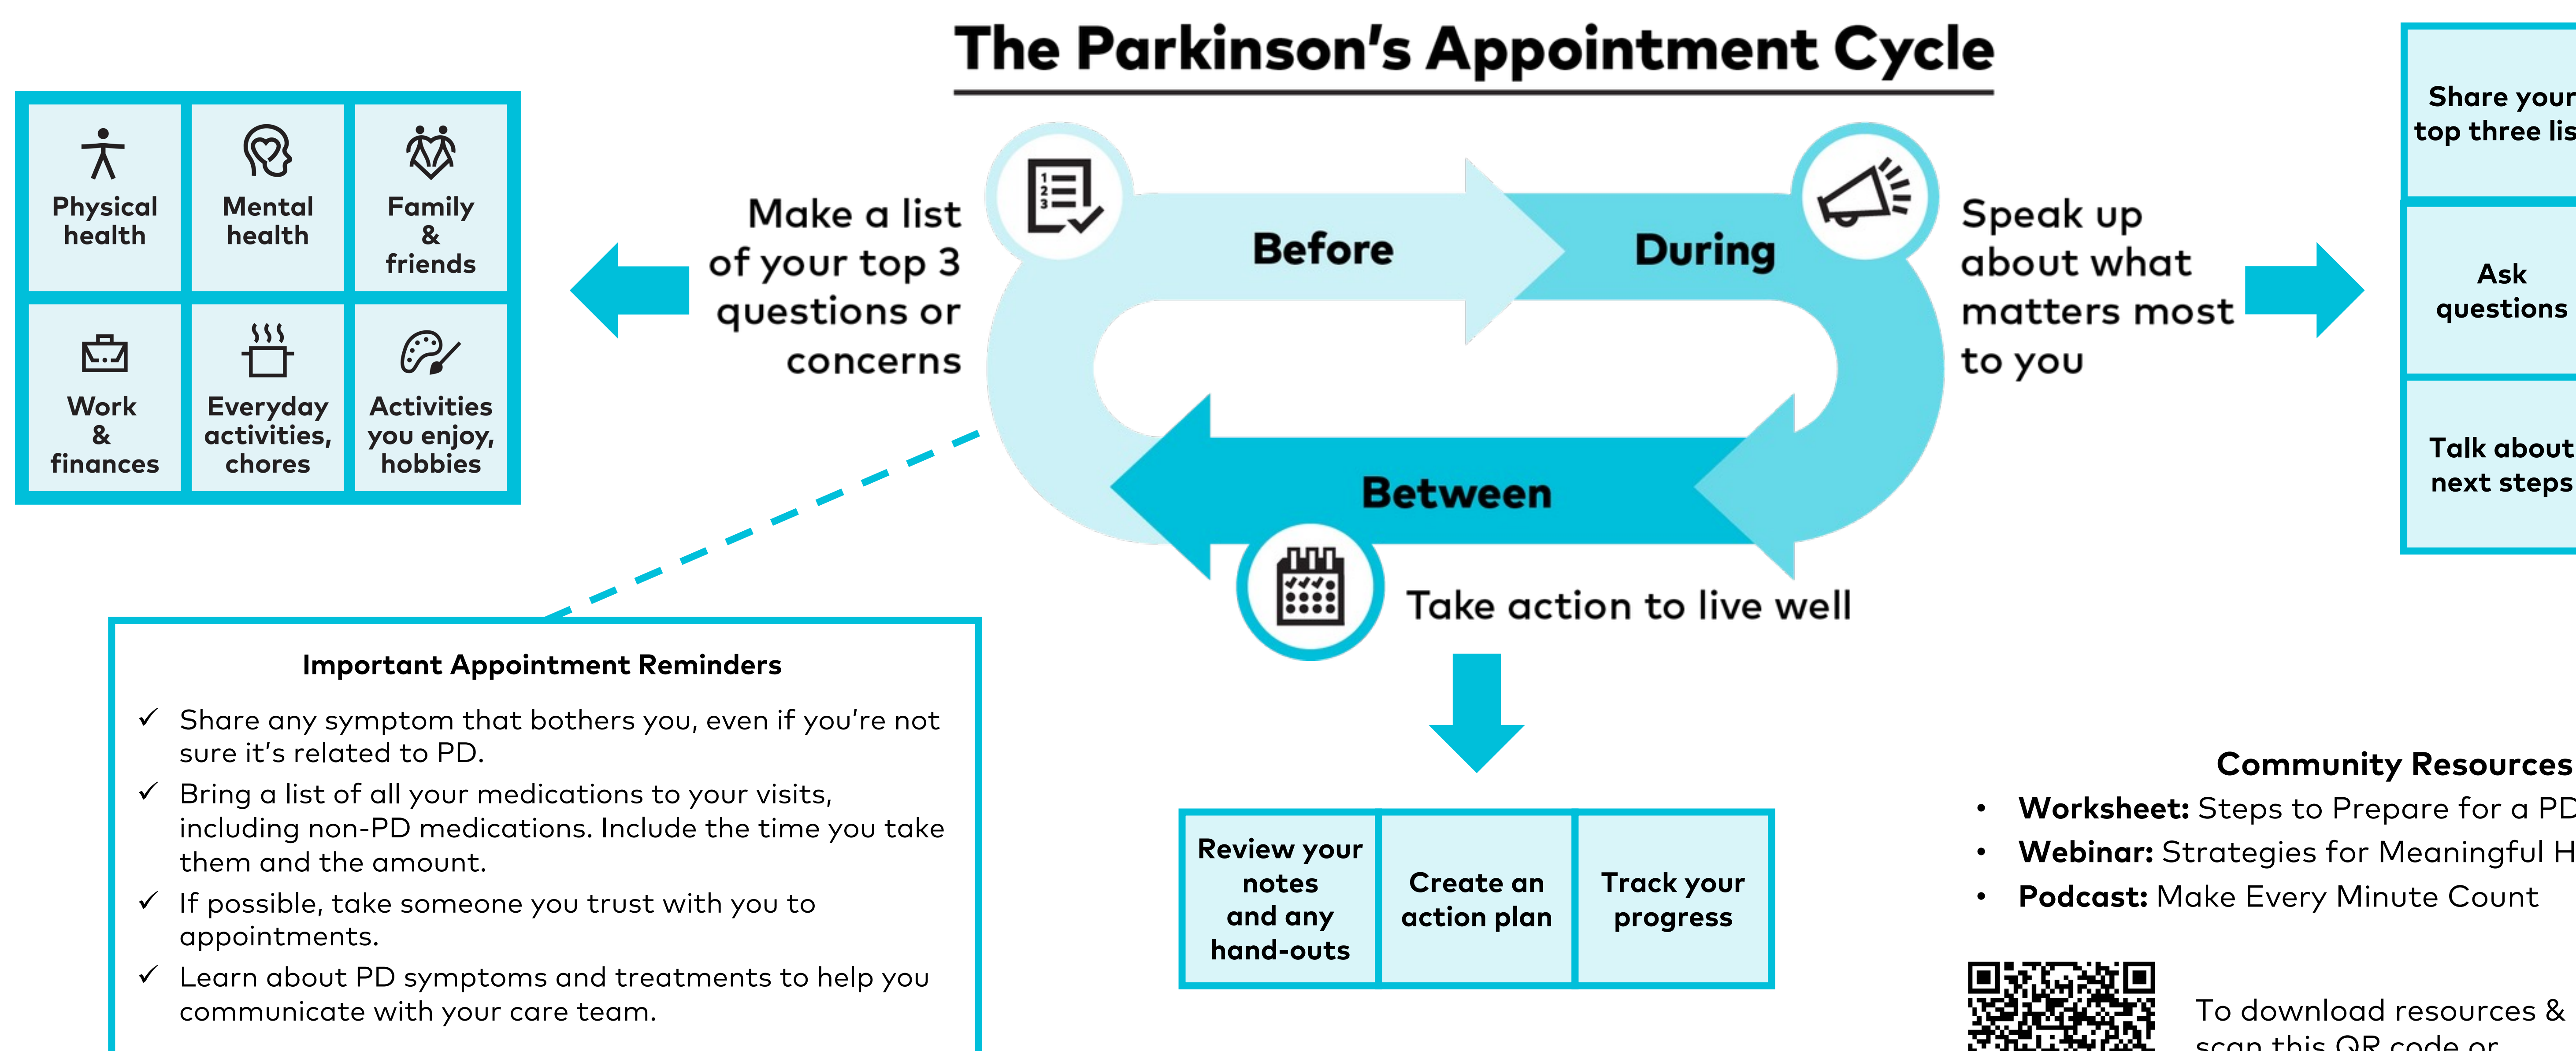 The Parkinson's Appointment Cycle
Physical
health
Mental
health
Family
&
friends
Work
&
finances
Everyday
activities,
chores
Activities
you enjoy,
hobbies
Make a list
of your top 3
questions or
concerns
1
2
3
Before
During
Speak up
about what
matters most
to you
Share your
top three lis
Ask
questions
Talk about
next steps
Between
Take action to live well
Review your
notes
and any
hand-outs
Create an
action plan
Track your
progress
Important Appointment Reminders
✓ Share any symptom that bothers you, even if you're not
sure it's related to PD.
✓ Bring a list of all your medications to your visits,
including non-PD medications. Include the time you take
them and the amount.
✓ If possible, take someone you trust with you to
appointments.
✓ Learn about PD symptoms and treatments to help you
communicate with your care team.
Community Resources
• Worksheet: Steps to Prepare for a PD
• Webinar: Strategies for Meaningful H
• Podcast: Make Every Minute Count
To download resources &
scan this QR code or